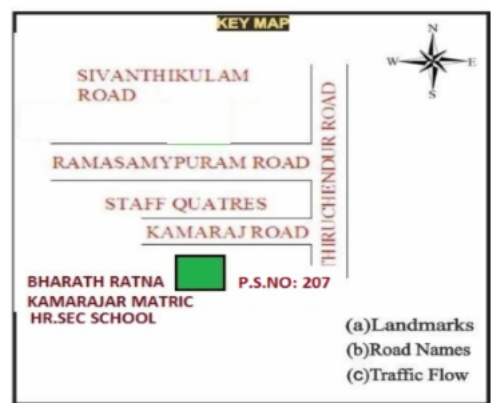 KEY MAP
N
W E
S
SIVANTHIKULAM
ROAD
THIRUCHENDUR ROAD
RAMASAMYPURAM ROAD
STAFF QUATRES
KAMARAJ ROAD
BHARATH RATNA
KAMARAJAR MATRIC
HR.SEC SCHOOL
P.S.NO: 207
(a)Landmarks
(b)Road Names
(c)Traffic Flow